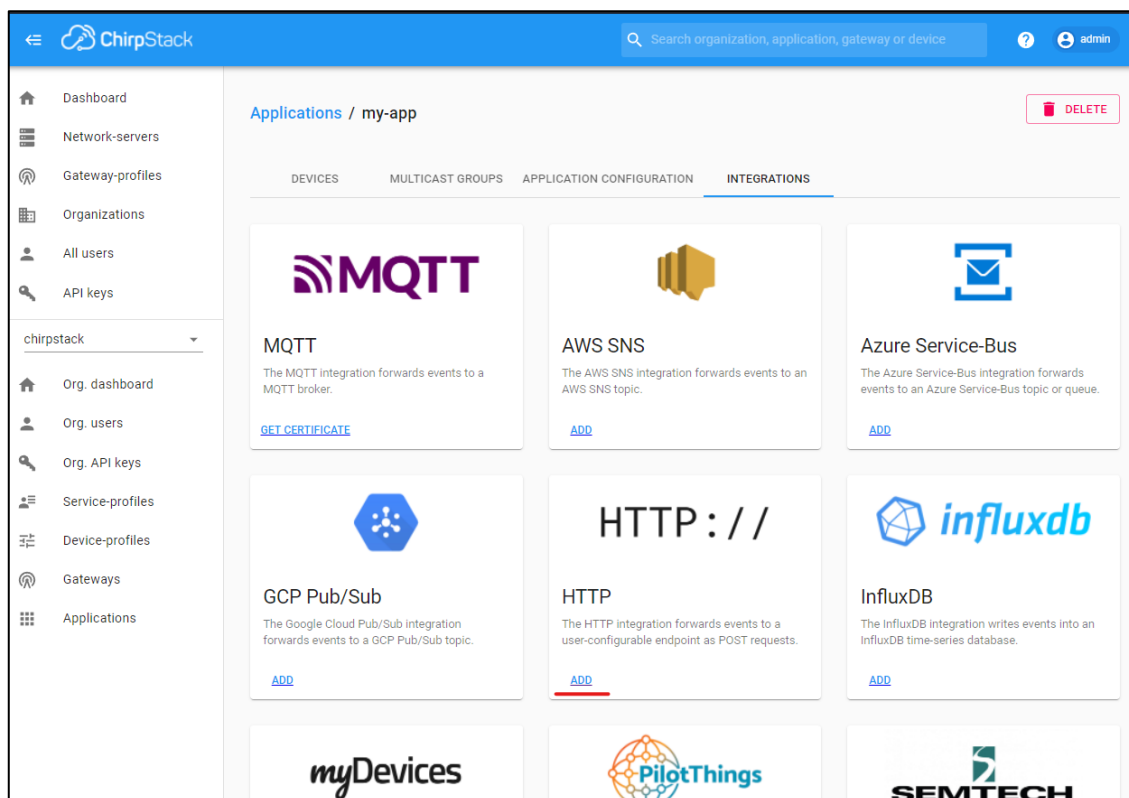 ChirpStack
Search organization, application, gateway or device
?
admin
Dashboard
Network-servers
Gateway-profiles
Organizations
All users
API keys
chirpstack
Org. dashboard
Org. users
Org. API keys
Service-profiles
Device-profiles
Gateways
Applications
Applications / my-app
DELETE
DEVICES
MULTICAST GROUPS
APPLICATION CONFIGURATION
INTEGRATIONS
MQTT
MQTT
The MQTT integration forwards events to a
MQTT broker.
GET CERTIFICATE
AWS SNS
The AWS SNS integration forwards events to an
AWS SNS topic.
ADD
Azure Service-Bus
The Azure Service-Bus integration forwards
events to an Azure Service-Bus topic or queue.
ADD
GCP Pub/Sub
The Google Cloud Pub/Sub integration
forwards events to a GCP Pub/Sub topic.
ADD
HTTP://
HTTP
The HTTP integration forwards events to a
user-configurable endpoint as POST requests.
ADD
influxdb
InfluxDB
The InfluxDB integration writes events into an
InfluxDB time-series database.
ADD
myDevices
PilotThings
SEMTECH